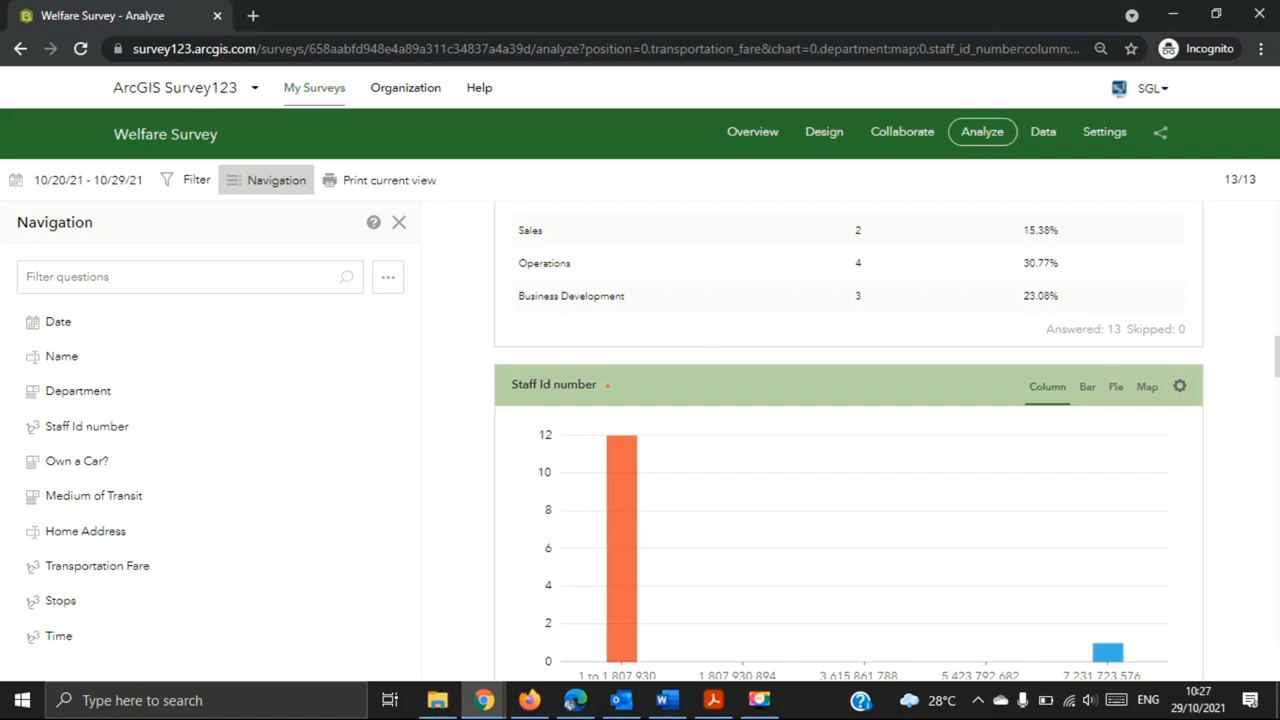 Welfare Survey - Analyze
survey123.arcgis.com/surveys/658aabfd948e4a89a311c34837a4a39d/analyze?position=0.transportation_fare&chart=0.department:map;0.staff_id_number:column;...
Incognito
ArcGIS Survey123
My Surveys
Organization
Help
SGL
Welfare Survey
Overview
Design
Collaborate
Analyze
Data
Settings
10/20/21 - 10/29/21
Filter
Navigation
Print current view
13/13
Navigation
Filter questions
Date
Name
Department
Staff Id number
Own a Car?
Medium of Transit
Home Address
Transportation Fare
Stops
Time
Sales 2 15.38%
Operations 4 30.77%
Business Development 3 23.08%
Answered: 13 Skipped: 0
Staff Id number
Column Bar Pie Map
12
10
8
6
4
2
0
1 to 1 807 930 1 807 930 894 3 615 861 788 5 423 792 682 7 231 723 576
Type here to search
28°C
ENG
10:27
29/10/2021